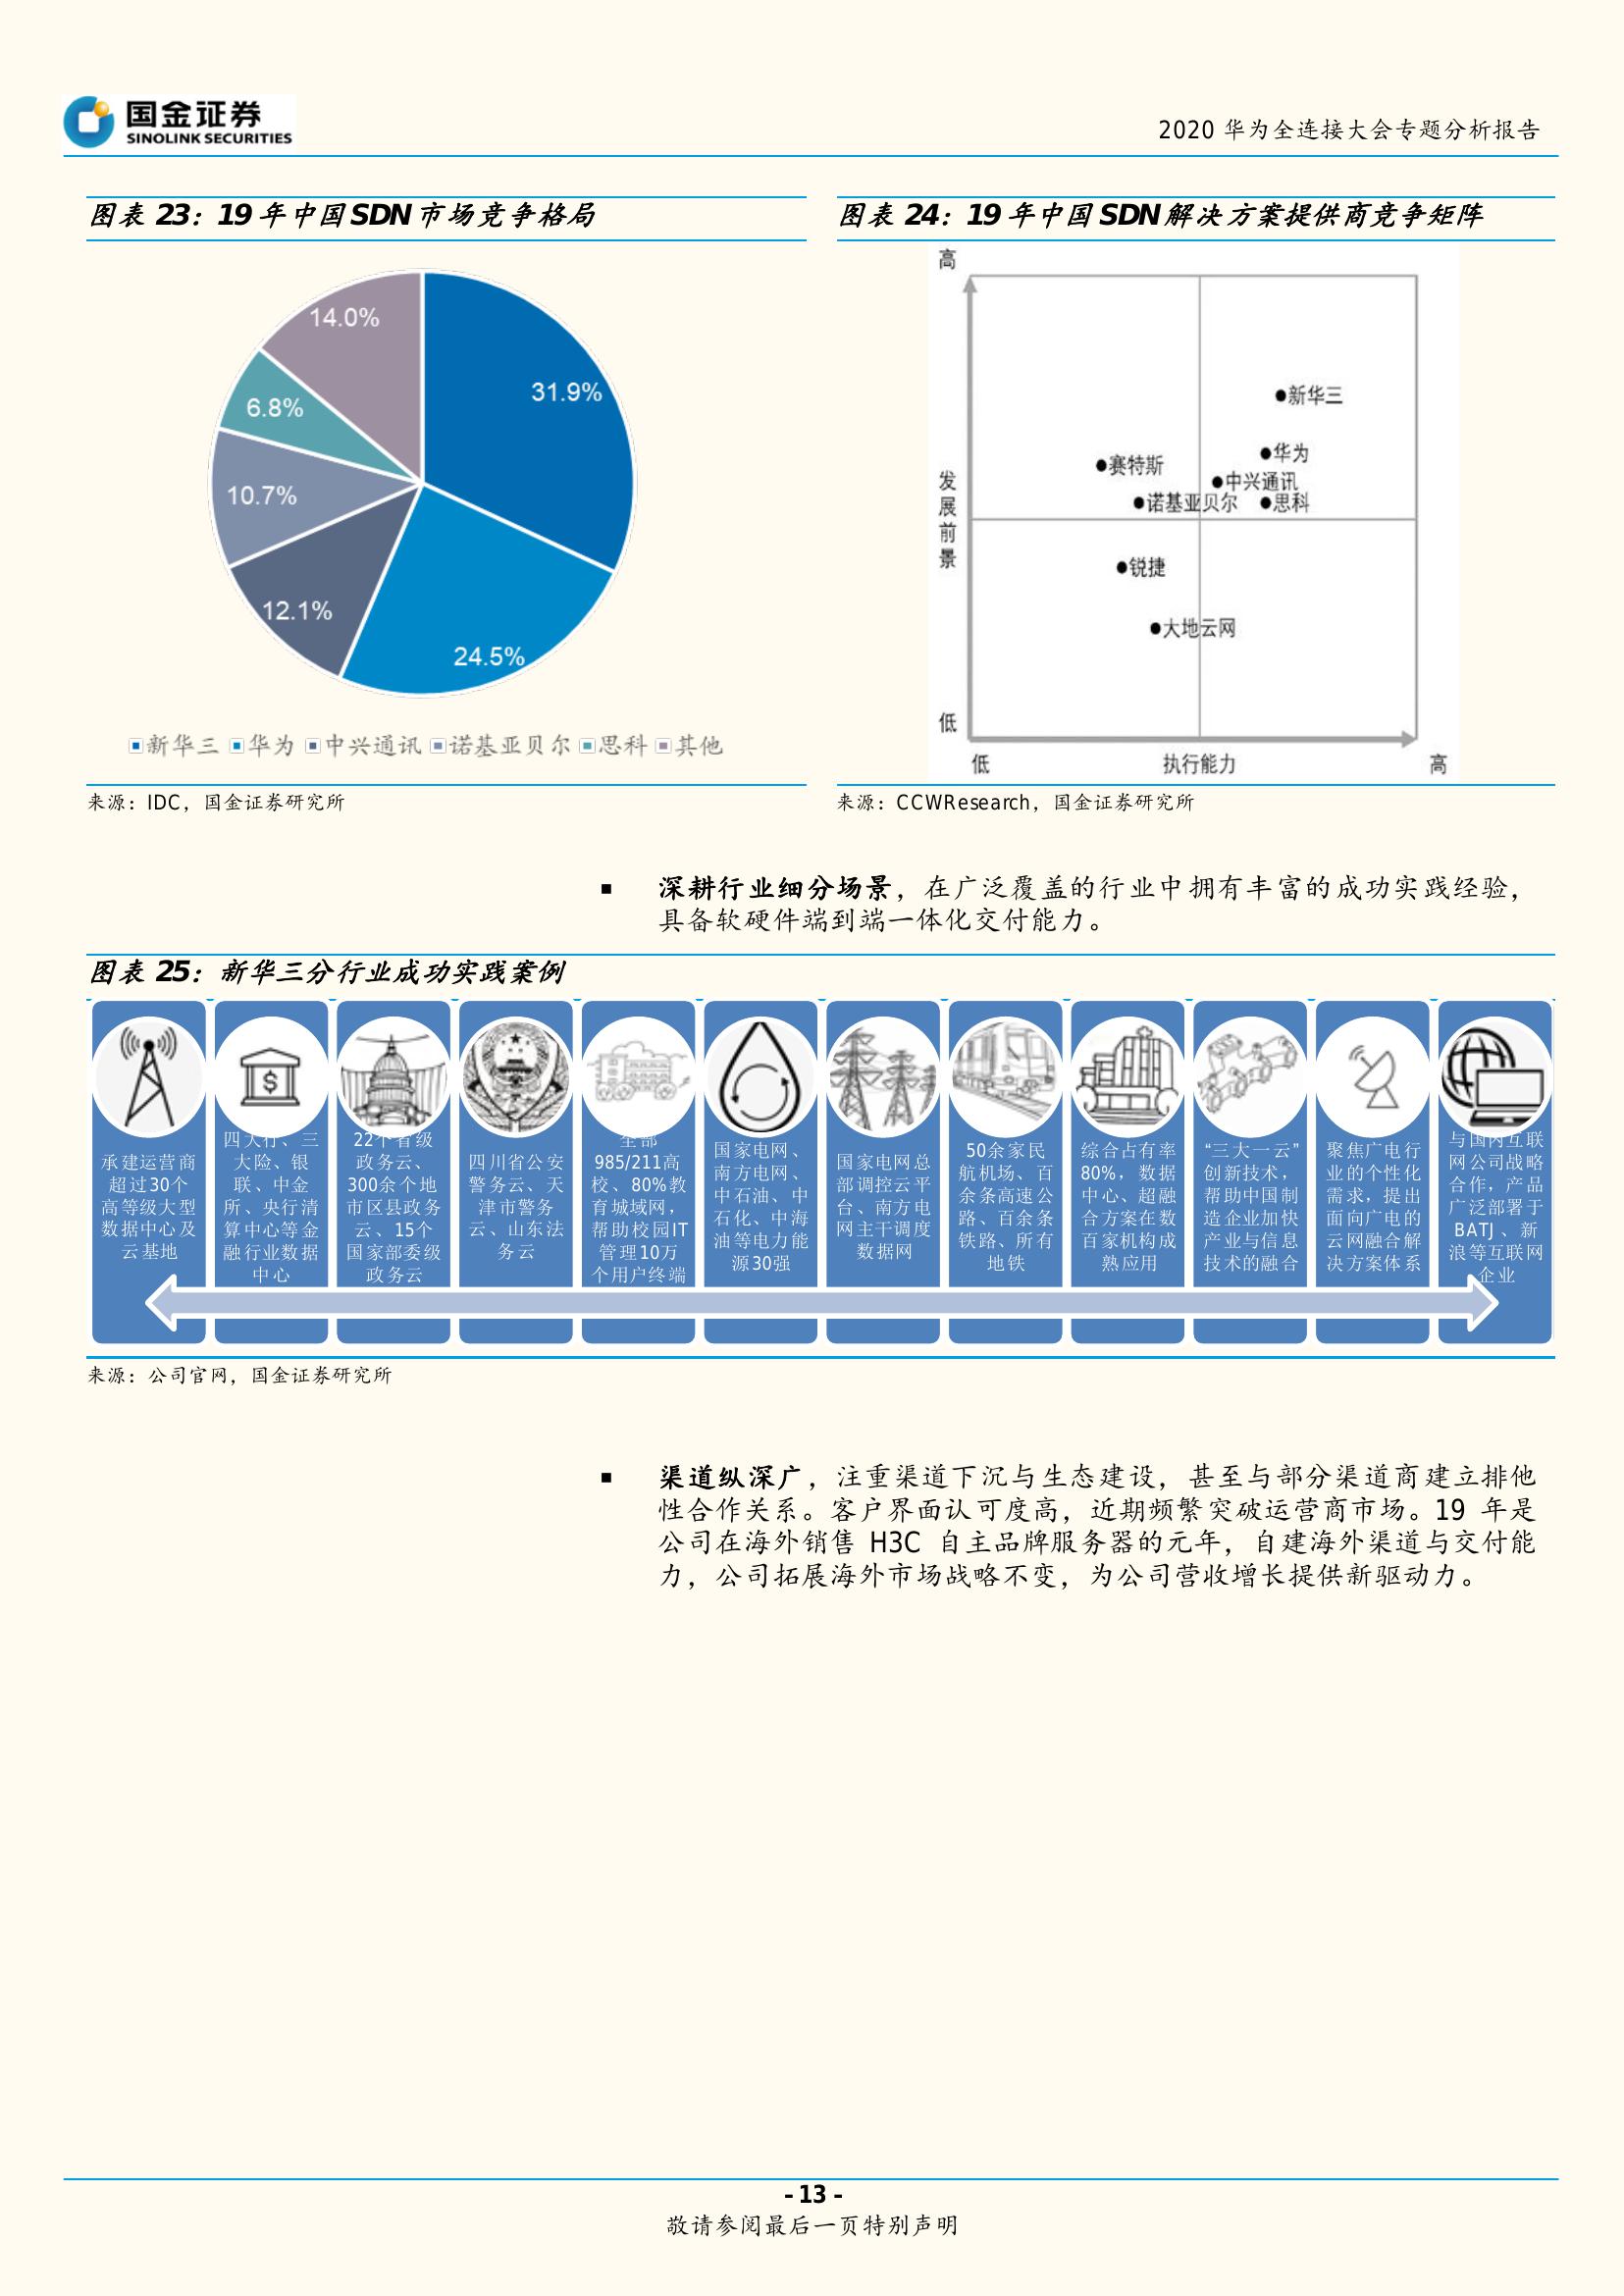 国金证券
SINOLINK SECURITIES
2020 华为全连接大会专题分析报告
图表 23：19 年中国 SDN 市场竞争格局
31.9%
24.5%
12.1%
10.7%
6.8%
14.0%
新华三 华为 中兴通讯 诺基亚贝尔 思科 其他
来源：IDC，国金证券研究所
图表 24：19 年中国 SDN 解决方案提供商竞争矩阵
高
发展前景
低
新华三
华为
赛特斯
中兴通讯
诺基亚贝尔
思科
锐捷
大地云网
低
执行能力
高
来源：CCWResearch，国金证券研究所
■ 深耕行业细分场景，在广泛覆盖的行业中拥有丰富的成功实践经验，
具备软硬件端到端一体化交付能力。
图表 25：新华三分行业成功实践案例
承建运营商
超过30个
高等级大型
数据中心及
云基地
四大行、三
大险、银
联、中金
所、央行清
算中心等金
融行业数据
中心
22个省级
政务云、
300余个地
市区县政务
云、15个
国家部委级
政务云
四川省公安
警务云、天
津市警务
云、山东法
务云
全部
985/211高
校、80%教
育城域网，
帮助校园IT
管理10万
个用户终端
国家电网、
南方电网、
中石油、中
石化、中海
油等电力能
源30强
国家电网总
部调控云平
台、南方电
网主干调度
数据网
50余家民
航机场、百
余条高速公
路、百余条
铁路、所有
地铁
综合占有率
80%，数据
中心、超融
合方案在数
百家机构成
熟应用
“三大一云”
创新技术，
帮助中国制
造企业加快
产业与信息
技术的融合
聚焦广电行
业的个性化
需求，提出
面向广电的
云网融合解
决方案体系
与国内互联
网公司战略
合作，产品
广泛部署于
BATJ、新
浪等互联网
企业
来源：公司官网，国金证券研究所
■ 渠道纵深广，注重渠道下沉与生态建设，甚至与部分渠道商建立排他
性合作关系。客户界面认可度高，近期频繁突破运营商市场。19 年是
公司在海外销售 H3C 自主品牌服务器的元年，自建海外渠道与交付能
力，公司拓展海外市场战略不变，为公司营收增长提供新驱动力。
- 13 -
敬请参阅最后一页特别声明